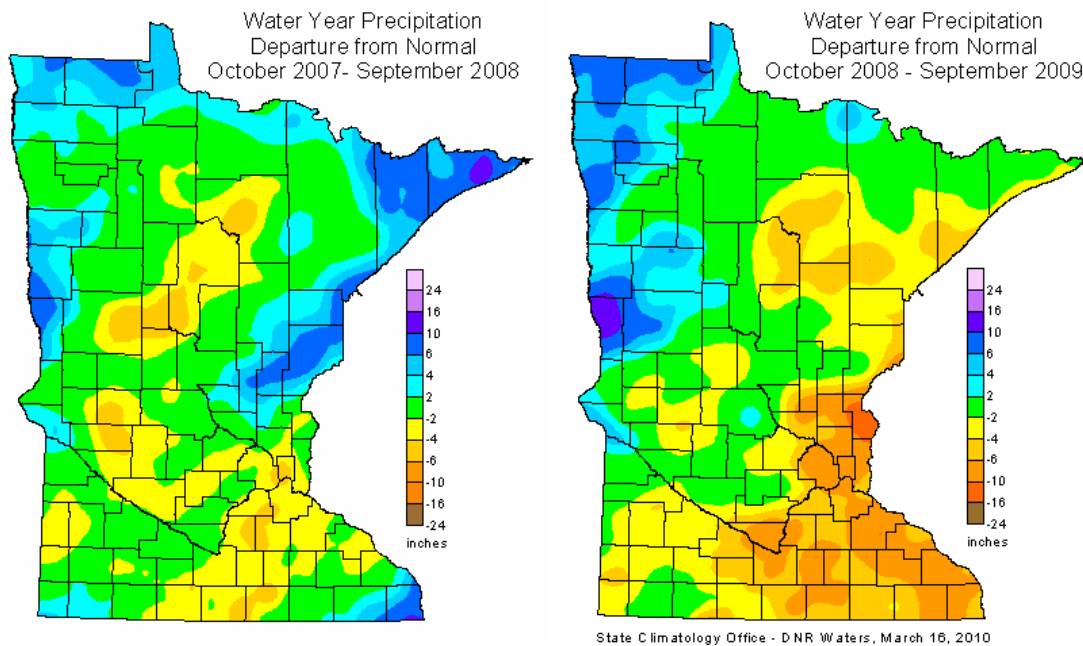 Water Year Precipitation
Departure from Normal
October 2007- September 2008
24
16
10
6
4
2
-2
-4
-6
-10
-16
-24
inches
Water Year Precipitation
Departure from Normal
October 2008 - September 2009
24
16
10
6
4
2
-2
-4
-6
-10
-16
-24
inches
State Climatology Office - DNR Waters, March 16, 2010